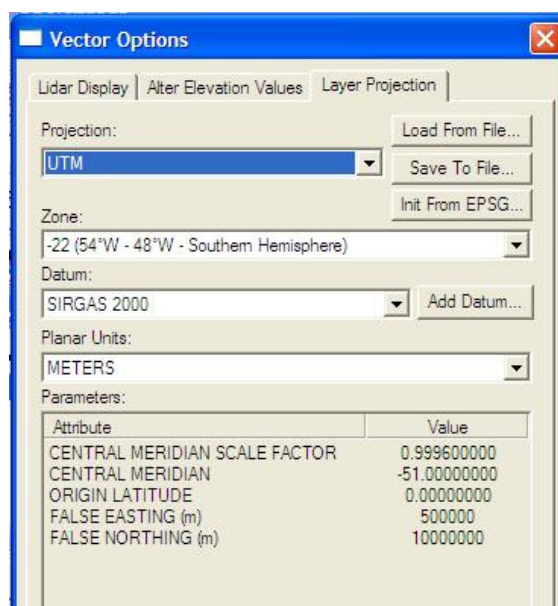 Vector Options
Lidar Display Alter Elevation Values Layer Projection
Projection:
Load From File...
UTM
Save To File...
Init From EPSG...
Zone:
-22 (54°W - 48°W - Southern Hemisphere)
Datum:
SIRGAS 2000
Add Datum...
Planar Units:
METERS
Parameters:
Attribute Value
CENTRAL MERIDIAN SCALE FACTOR 0.999600000
CENTRAL MERIDIAN -51.00000000
ORIGIN LATITUDE 0.00000000
FALSE EASTING (m) 500000
FALSE NORTHING (m) 10000000